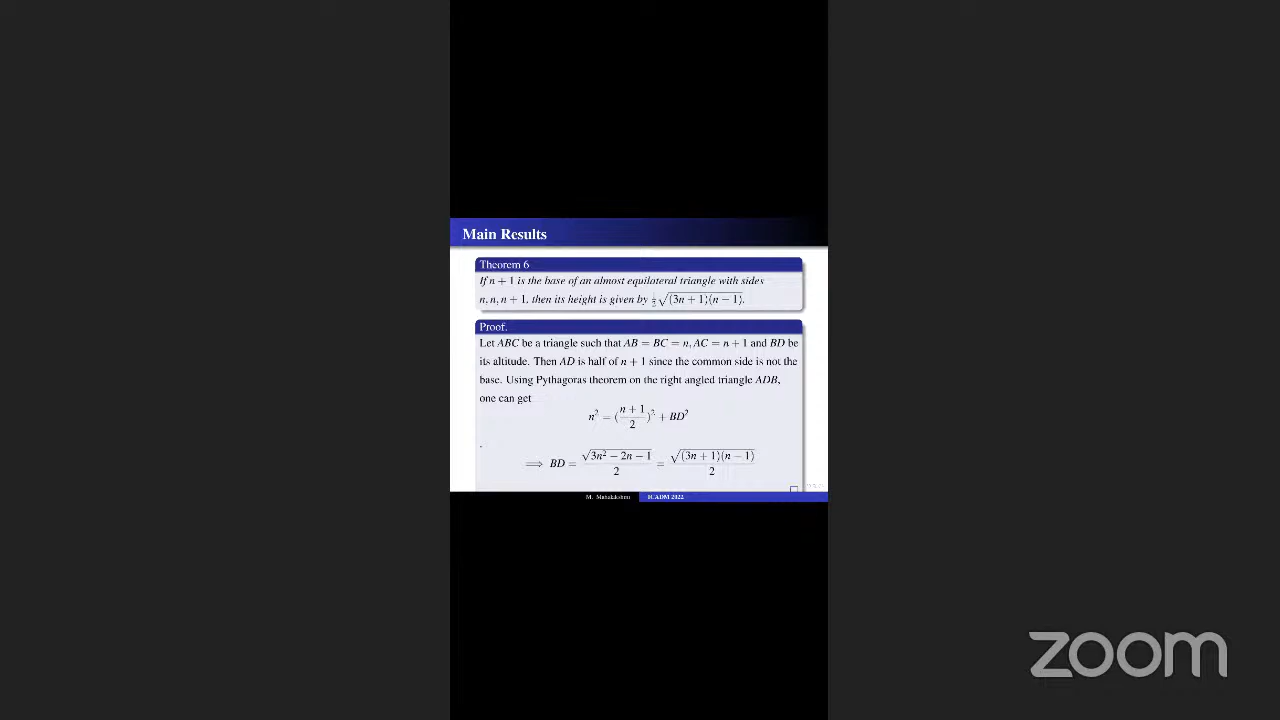 Main Results
Theorem 6
If n + 1 is the base of an almost equilateral triangle with sides
n, n, n + 1, then its height is given by ½√(3n + 1)(n − 1).
Proof.
Let ABC be a triangle such that AB = BC = n, AC = n + 1 and BD be
its altitude. Then AD is half of n + 1 since the common side is not the
base. Using Pythagoras theorem on the right angled triangle ADB,
one can get
n² = ((n + 1)/2)² + BD²
.
⟹ BD = √(3n² − 2n − 1)/2 = √((3n + 1)(n − 1))/2
M. Mahalakshmi ICADM 2022
zoom